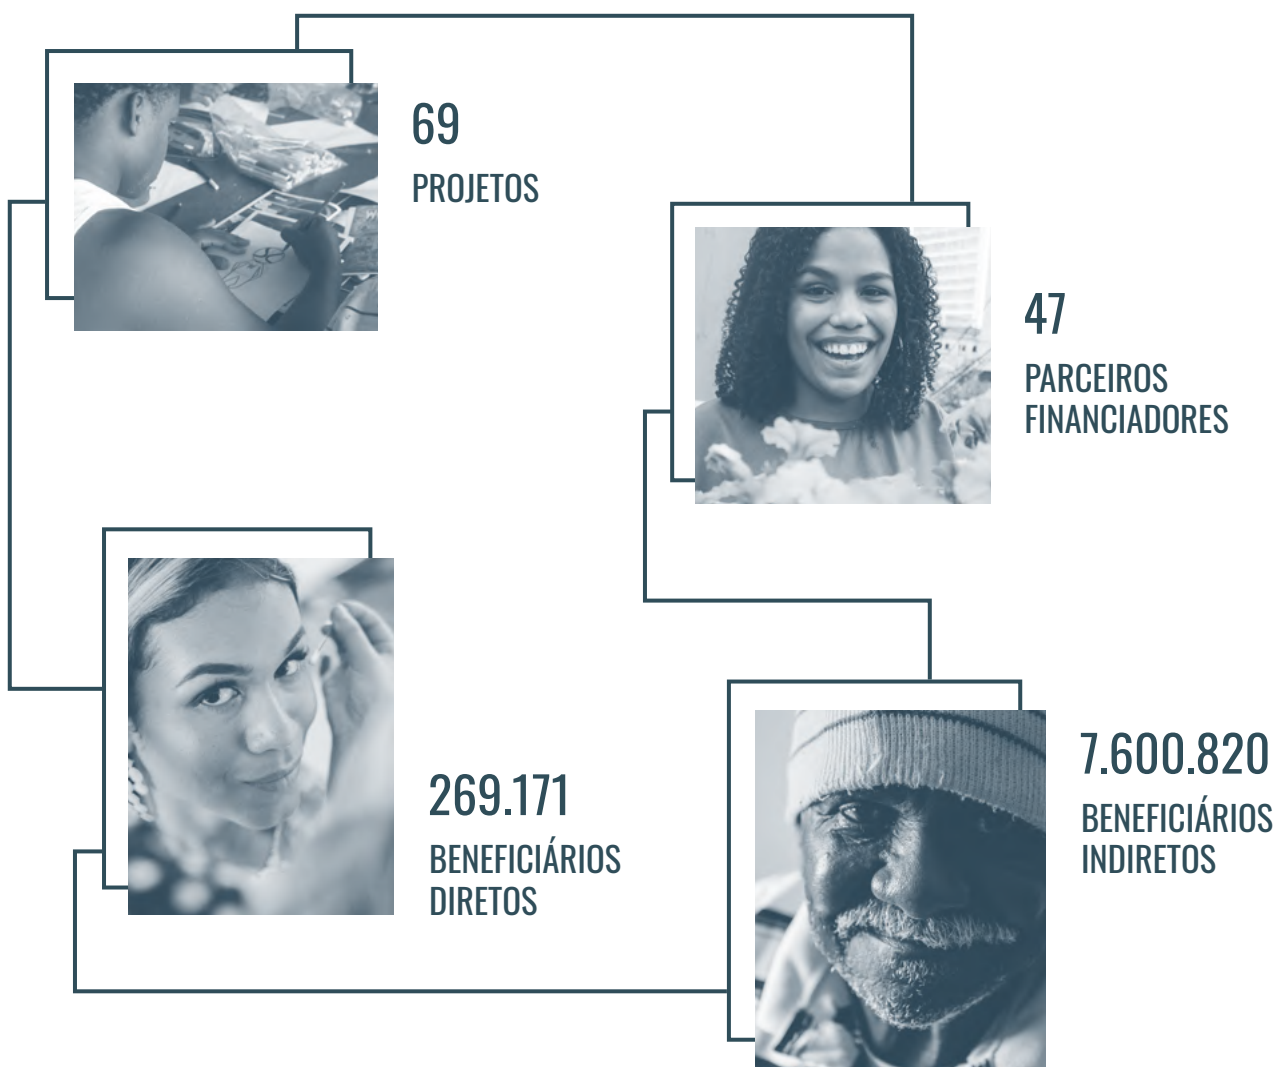 69
PROJETOS
47
PARCEIROS
FINANCIADORES
269.171
BENEFICIÁRIOS
DIRETOS
7.600.820
BENEFICIÁRIOS
INDIRETOS